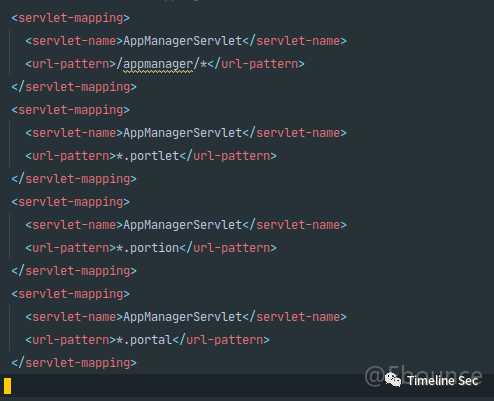 <servlet-mapping>
<servlet-name>AppManagerServlet</servlet-name>
<url-pattern>/appmanager/*</url-pattern>
</servlet-mapping>
<servlet-mapping>
<servlet-name>AppManagerServlet</servlet-name>
<url-pattern>*.portlet</url-pattern>
</servlet-mapping>
<servlet-mapping>
<servlet-name>AppManagerServlet</servlet-name>
<url-pattern>*.portion</url-pattern>
</servlet-mapping>
<servlet-mapping>
<servlet-name>AppManagerServlet</servlet-name>
<url-pattern>*.portal</url-pattern>
</servlet-mapping>
Timeline Sec